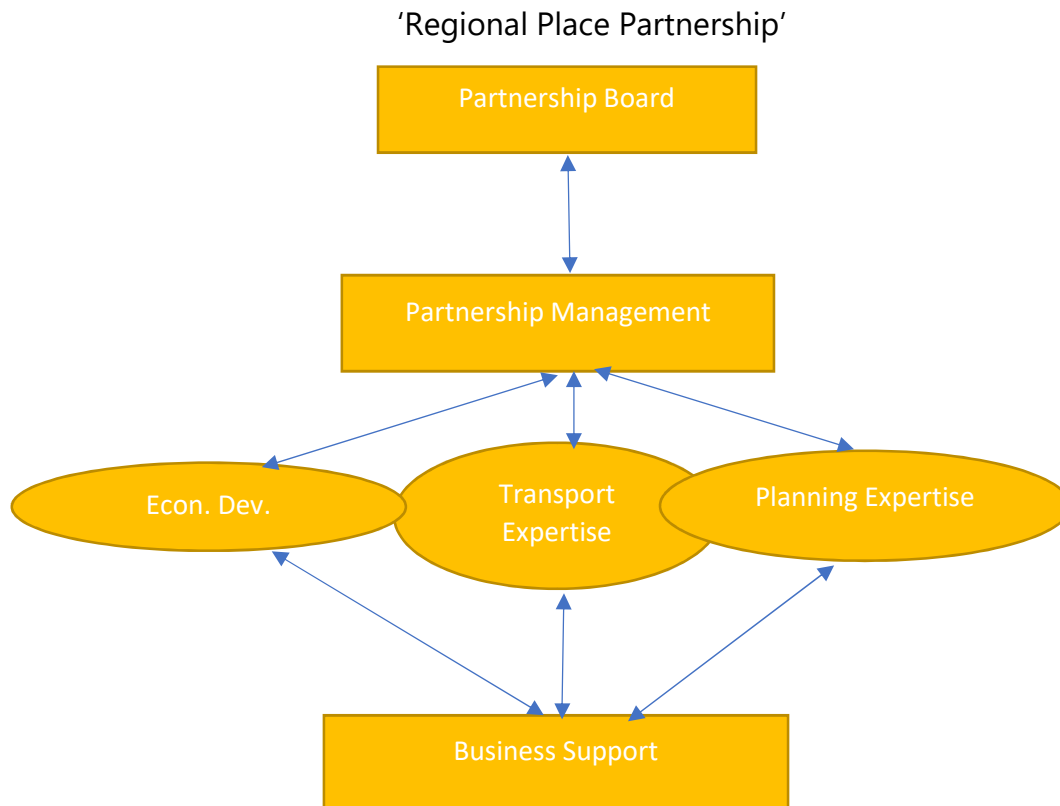 ‘Regional Place Partnership’
Partnership Board
Partnership Management
Econ. Dev.
Transport
Expertise
Planning Expertise
Business Support